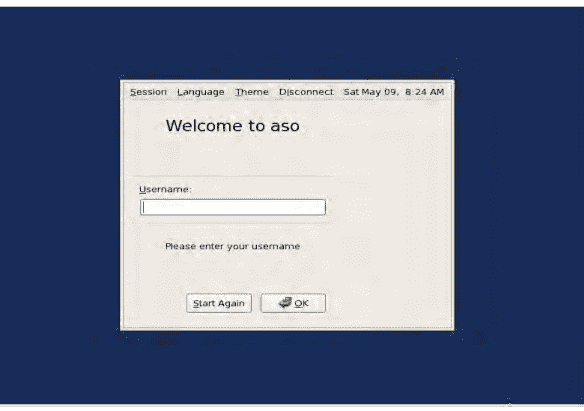 Session Language Theme Disconnect Sat May 09, 8:24 AM
Welcome to aso
Username:
Please enter your username
Start Again OK